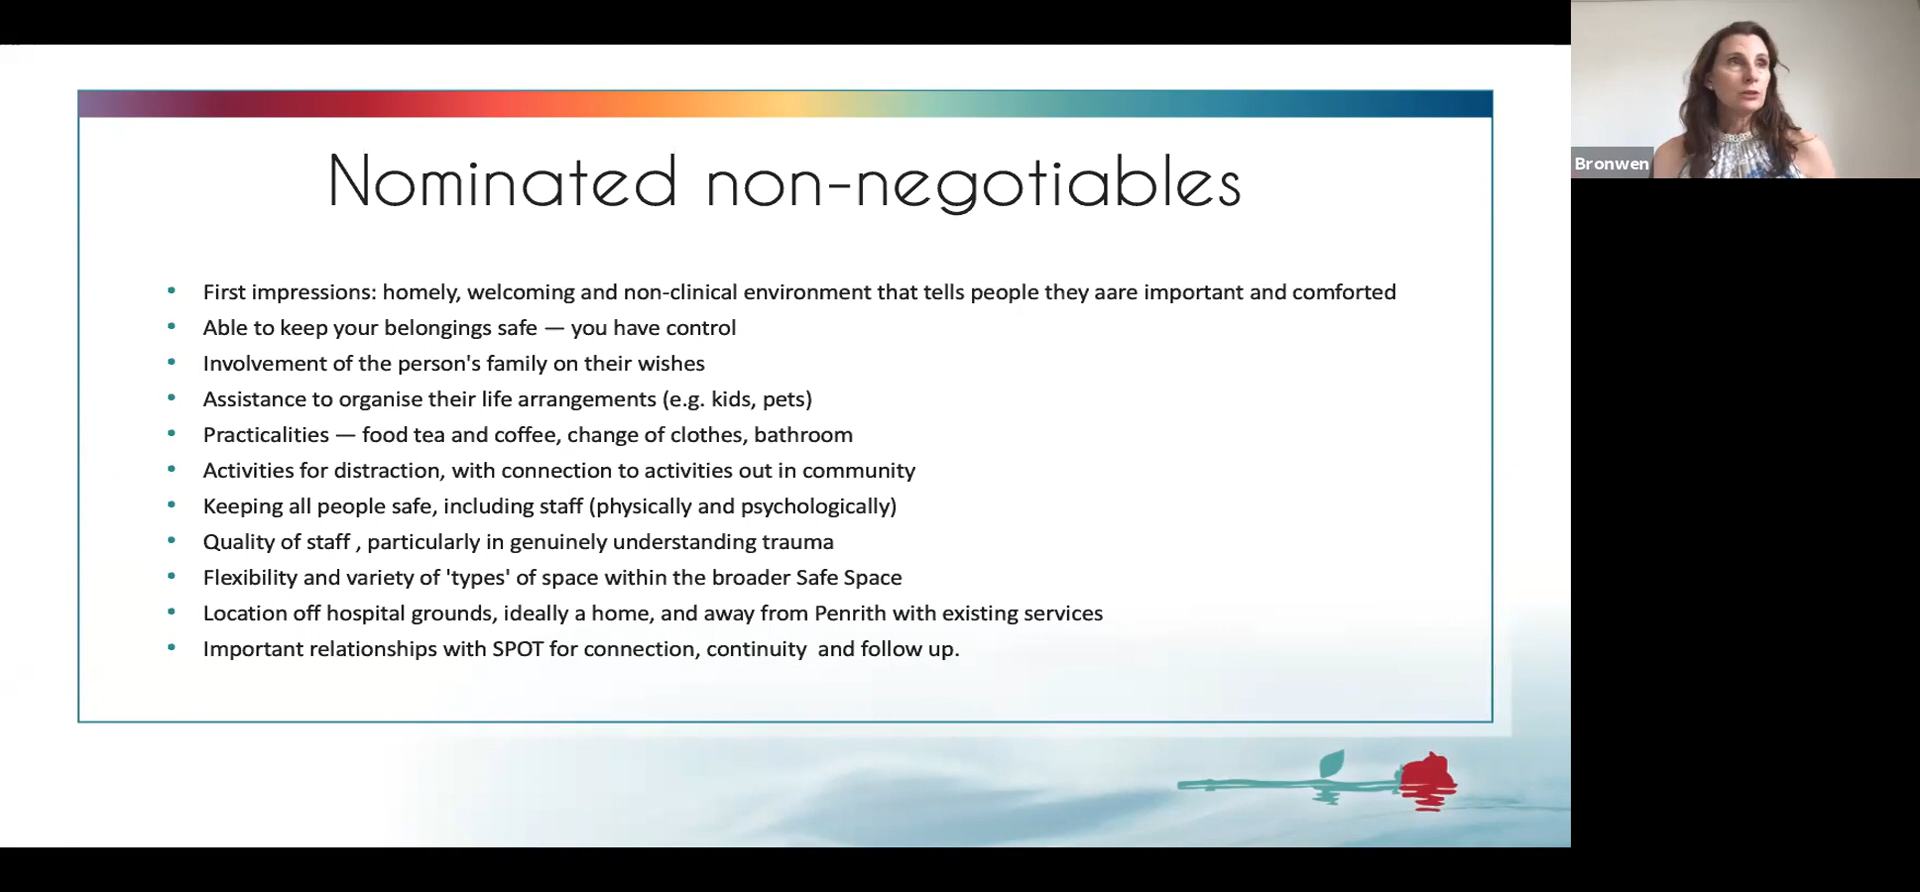 Nominated non-negotiables
• First impressions: homely, welcoming and non-clinical environment that tells people they aare important and comforted
• Able to keep your belongings safe — you have control
• Involvement of the person's family on their wishes
• Assistance to organise their life arrangements (e.g. kids, pets)
• Practicalities — food tea and coffee, change of clothes, bathroom
• Activities for distraction, with connection to activities out in community
• Keeping all people safe, including staff (physically and psychologically)
• Quality of staff , particularly in genuinely understanding trauma
• Flexibility and variety of 'types' of space within the broader Safe Space
• Location off hospital grounds, ideally a home, and away from Penrith with existing services
• Important relationships with SPOT for connection, continuity  and follow up.
Bronwen